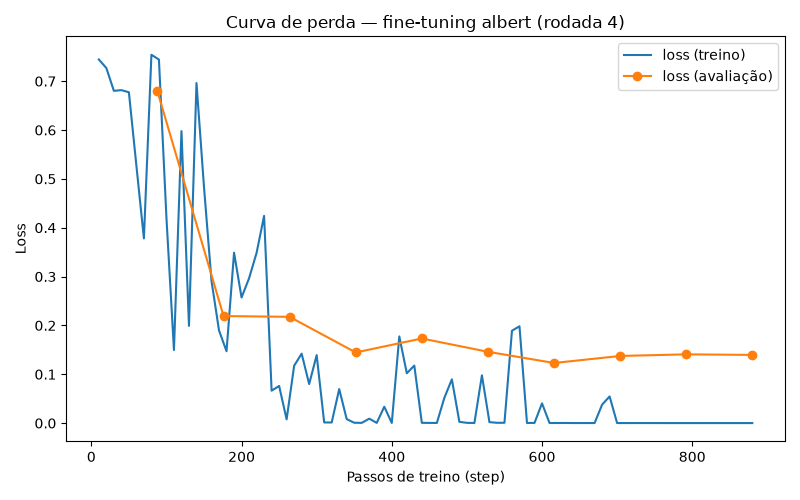 Curva de perda — fine-tuning albert (rodada 4)
loss (treino)
loss (avaliação)
Loss
0.7
0.6
0.5
0.4
0.3
0.2
0.1
0.0
0
200
400
600
800
Passos de treino (step)